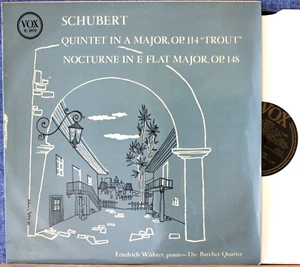 VOX
SCHUBERT
QUINTET IN A MAJOR, OP. 114 "TROUT"
NOCTURNE IN E FLAT MAJOR, OP. 148
VOX
Friedrich Wührer, piano—The Barchet Quartet